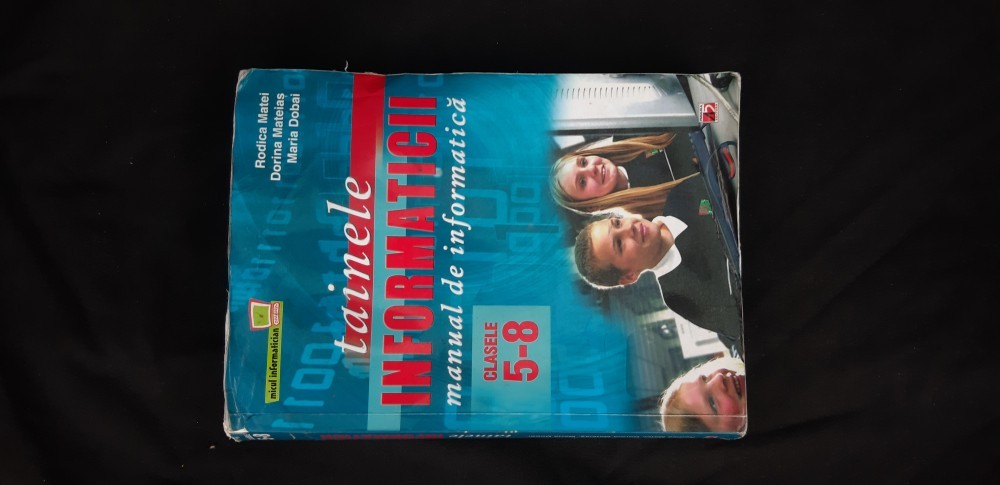 Rodica Matei
Dorina Mateiaș
Maria Dobai
tainele
INFORMATICII
manual de informatică
CLASELE
5-8
micul informatician